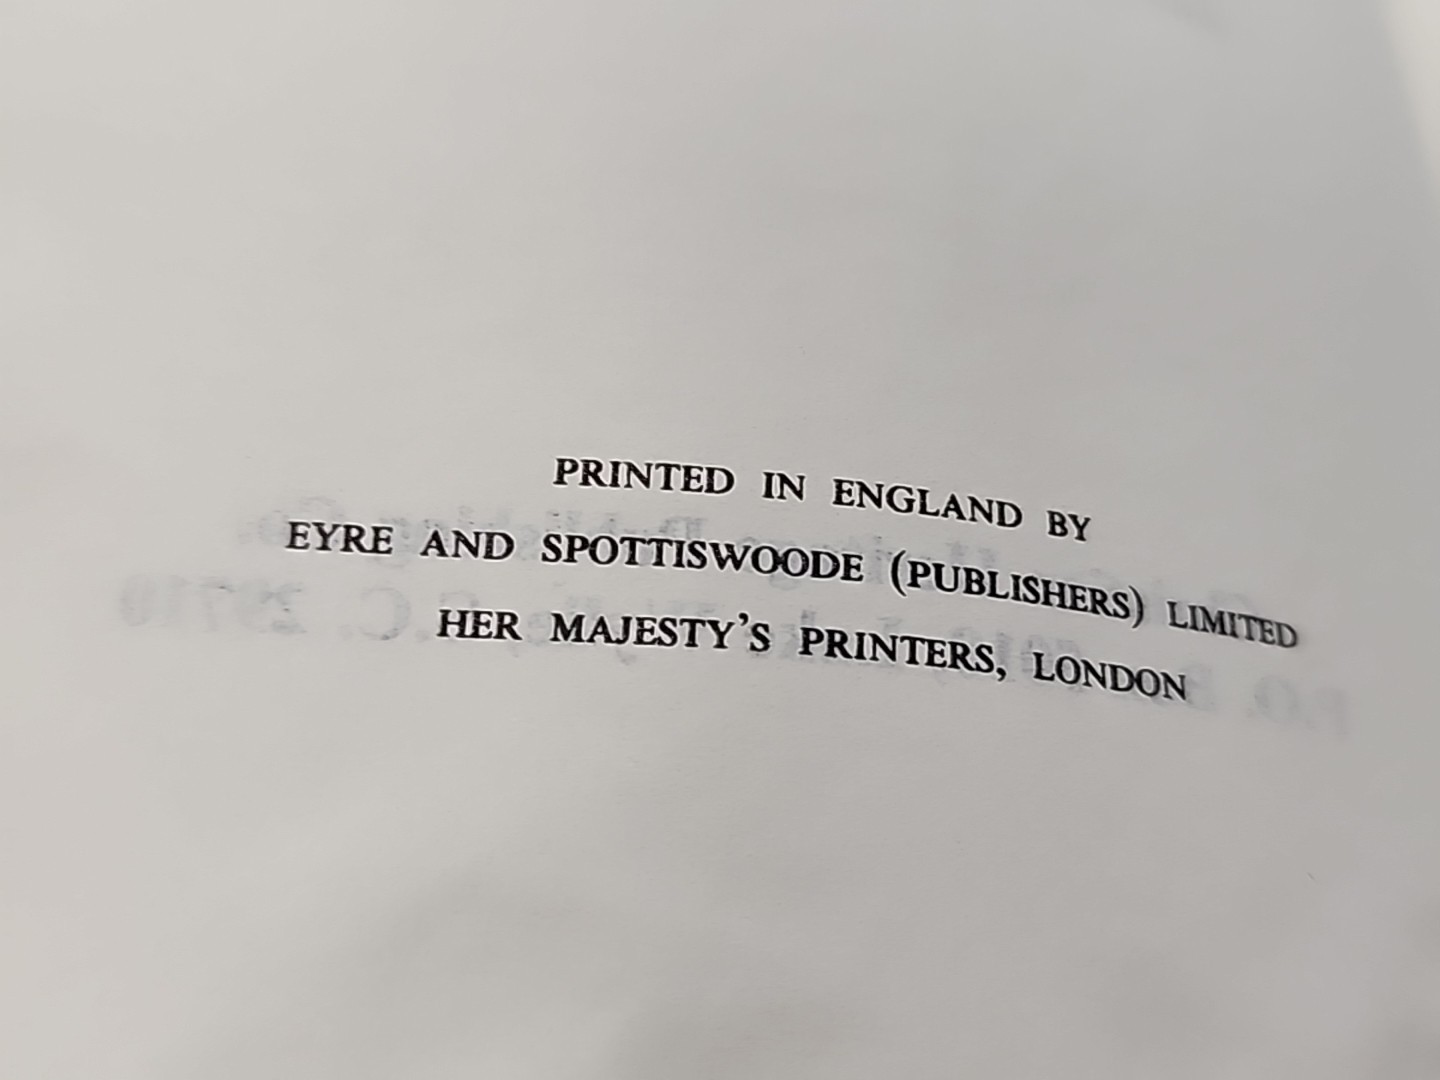 PRINTED IN ENGLAND BY
EYRE AND SPOTTISWOODE (PUBLISHERS) LIMITED
HER MAJESTY'S PRINTERS, LONDON